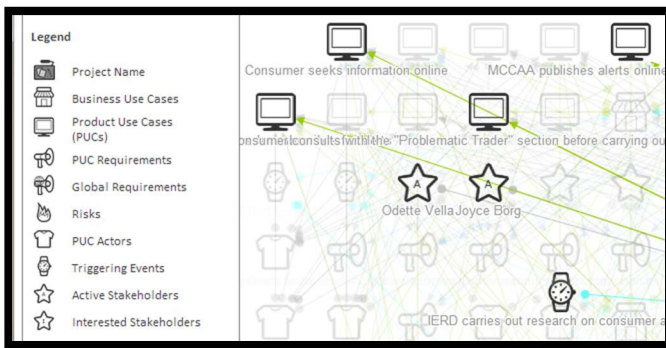 Legend
Project Name
Business Use Cases
Product Use Cases
(PUCs)
PUC Requirements
Global Requirements
Risks
PUC Actors
Triggering Events
Active Stakeholders
Interested Stakeholders
Consumer seeks information online
MCCAA publishes alerts online
the "Problematic Trader" section before carrying ou
A
A
Odette Vella
Joyce Borg
IERD carries out research on consumer a